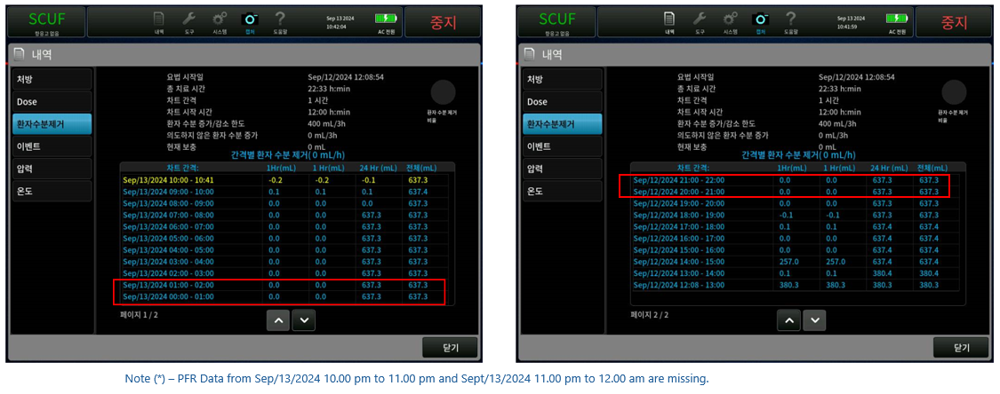 SCUF
항응고 없음
내역
도구
시스템
캡처
도움말
Sep 13 2024
10:42:04
AC 전원
중지
내역
처방
Dose
환자수분제거
이벤트
압력
온도
요법 시작일 Sep/12/2024 12:08:54
총 치료 시간 22:33 h:min
차트 간격 1 시간
차트 시작 시간 12:00 h:min
환자 수분 증가/감소 한도 400 mL/3h
의도하지 않은 환자 수분 증가 0 mL/3h
현재 보충 0 mL
환자 수분 제거
비율
간격별 환자 수분 제거( 0 mL/h)
차트 간격: 1Hr(mL) 1 Hr(mL) 24 Hr (mL) 전체(mL)
Sep/13/2024 10:00 - 10:41 -0.2 -0.2 -0.1 637.3
Sep/13/2024 09:00 - 10:00 0.1 0.1 0.1 637.4
Sep/13/2024 08:00 - 09:00 0.0 0.0 0.0 637.3
Sep/13/2024 07:00 - 08:00 0.0 0.0 637.3 637.3
Sep/13/2024 06:00 - 07:00 0.0 0.0 637.3 637.3
Sep/13/2024 05:00 - 06:00 0.0 0.0 637.3 637.3
Sep/13/2024 04:00 - 05:00 0.0 0.0 637.3 637.3
Sep/13/2024 03:00 - 04:00 0.0 0.0 637.3 637.3
Sep/13/2024 02:00 - 03:00 0.0 0.0 637.3 637.3
Sep/13/2024 01:00 - 02:00 0.0 0.0 637.3 637.3
Sep/13/2024 00:00 - 01:00 0.0 0.0 637.3 637.3
페이지 1 / 2
닫기
SCUF
항응고 없음
내역
도구
시스템
캡처
도움말
Sep 13 2024
10:41:59
AC 전원
중지
내역
처방
Dose
환자수분제거
이벤트
압력
온도
요법 시작일 Sep/12/2024 12:08:54
총 치료 시간 22:33 h:min
차트 간격 1 시간
차트 시작 시간 12:00 h:min
환자 수분 증가/감소 한도 400 mL/3h
의도하지 않은 환자 수분 증가 0 mL/3h
현재 보충 0 mL
환자 수분 제거
비율
간격별 환자 수분 제거( 0 mL/h)
차트 간격: 1Hr(mL) 1 Hr(mL) 24 Hr (mL) 전체(mL)
Sep/12/2024 21:00 - 22:00 0.0 0.0 637.3 637.3
Sep/12/2024 20:00 - 21:00 0.0 0.0 637.3 637.3
Sep/12/2024 19:00 - 20:00 0.0 0.0 637.3 637.3
Sep/12/2024 18:00 - 19:00 -0.1 -0.1 637.3 637.3
Sep/12/2024 17:00 - 18:00 0.1 0.1 637.4 637.4
Sep/12/2024 16:00 - 17:00 0.0 0.0 637.4 637.4
Sep/12/2024 15:00 - 16:00 0.0 0.0 637.4 637.4
Sep/12/2024 14:00 - 15:00 257.0 257.0 637.4 637.4
Sep/12/2024 13:00 - 14:00 0.1 0.1 380.4 380.4
Sep/12/2024 12:08 - 13:00 380.3 380.3 380.3 380.3
페이지 2 / 2
닫기
Note (*) – PFR Data from Sep/13/2024 10.00 pm to 11.00 pm and Sept/13/2024 11.00 pm to 12.00 am are missing.